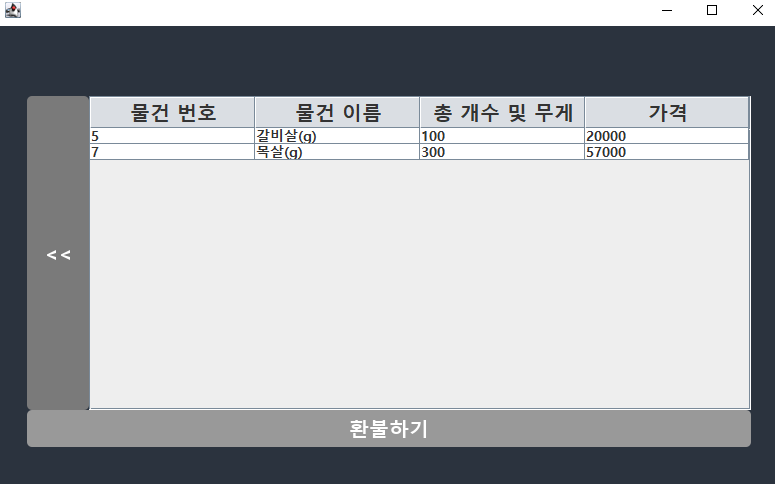 물건 번호 물건 이름 총 개수 및 무게 가격
5 갈비살(g) 100 20000
7 목살(g) 300 57000
<<
환불하기